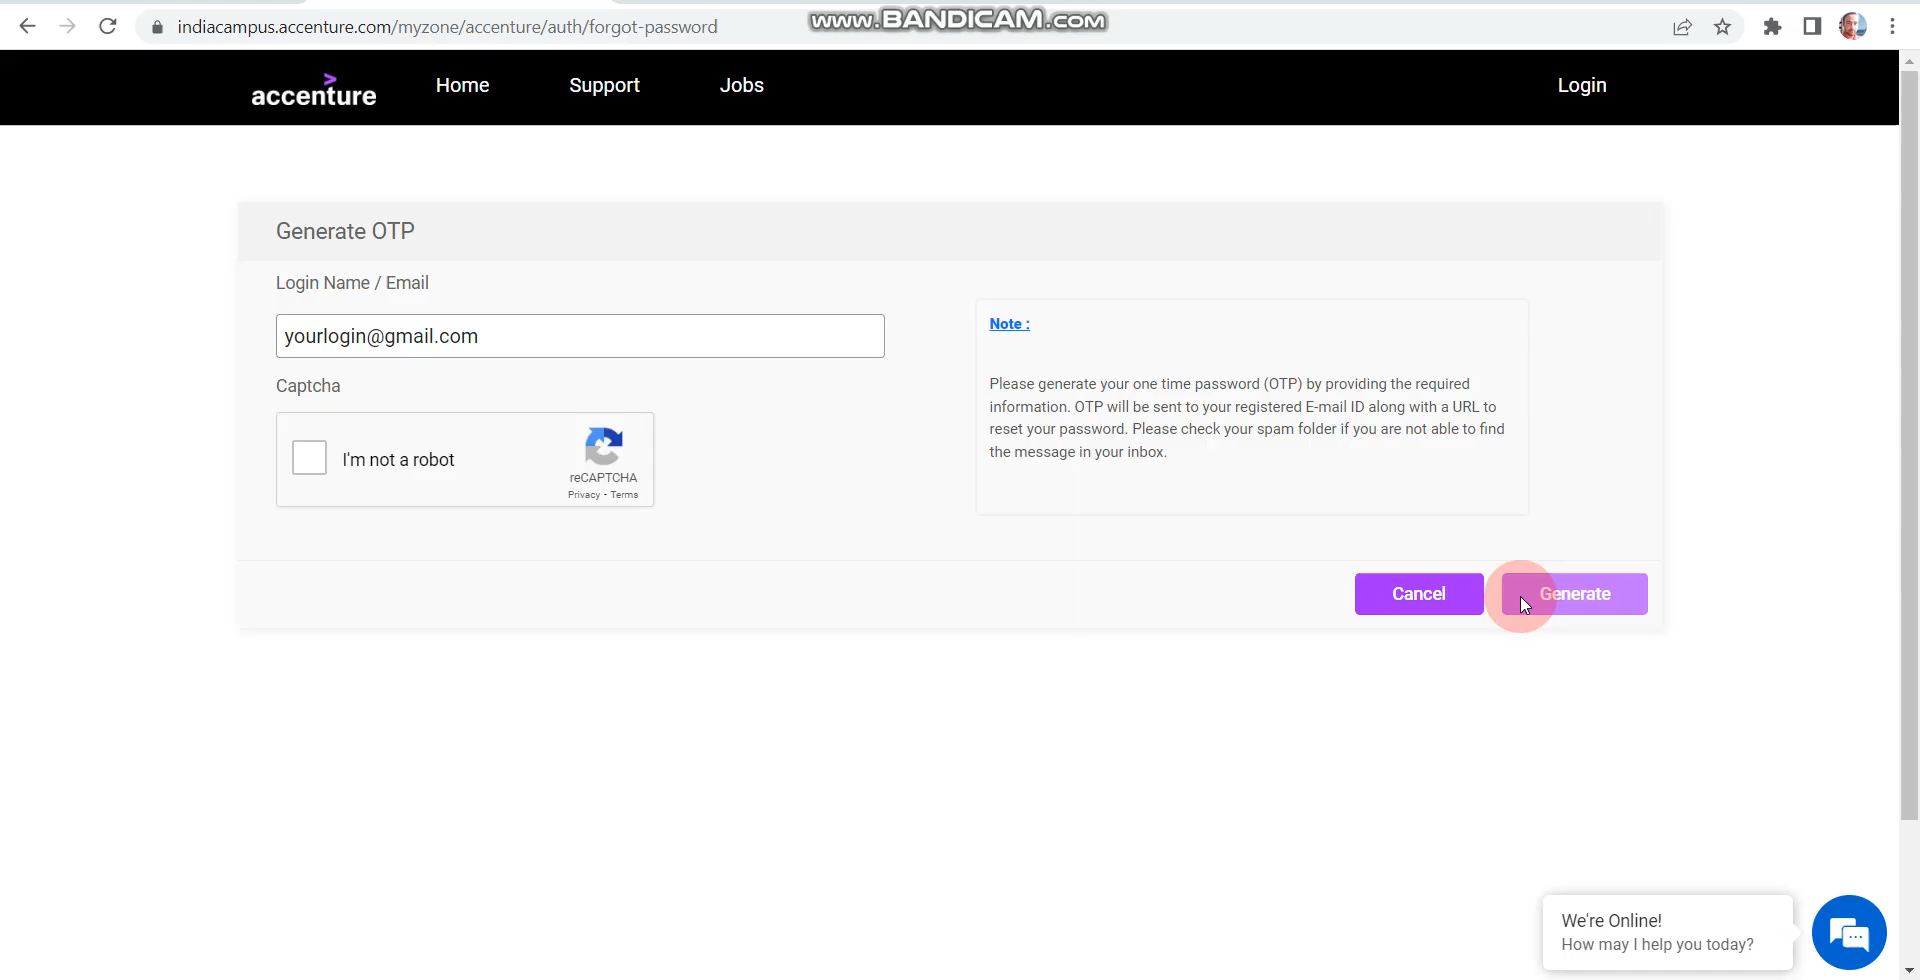 indiacampus.accenture.com/myzone/accenture/auth/forgot-password
www.BANDICAM.com
accenture
Home
Support
Jobs
Login
Generate OTP
Login Name / Email
yourlogin@gmail.com
Captcha
I'm not a robot
reCAPTCHA
Privacy - Terms
Note :
Please generate your one time password (OTP) by providing the required
information. OTP will be sent to your registered E-mail ID along with a URL to
reset your password. Please check your spam folder if you are not able to find
the message in your inbox.
Cancel
Generate
We're Online!
How may I help you today?